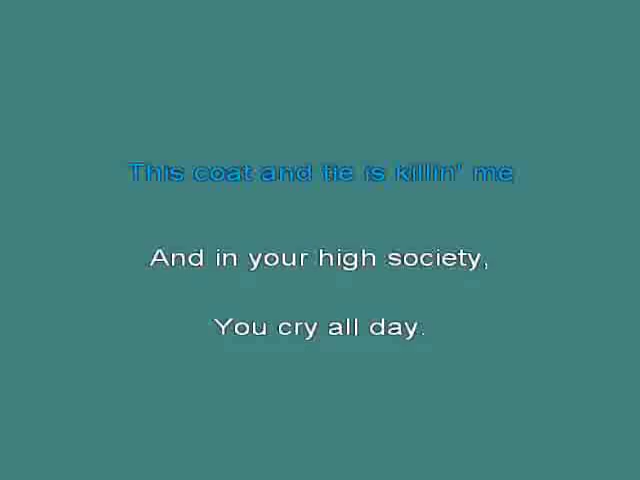 This coat and tie is killin' me
And in your high society,
You cry all day.